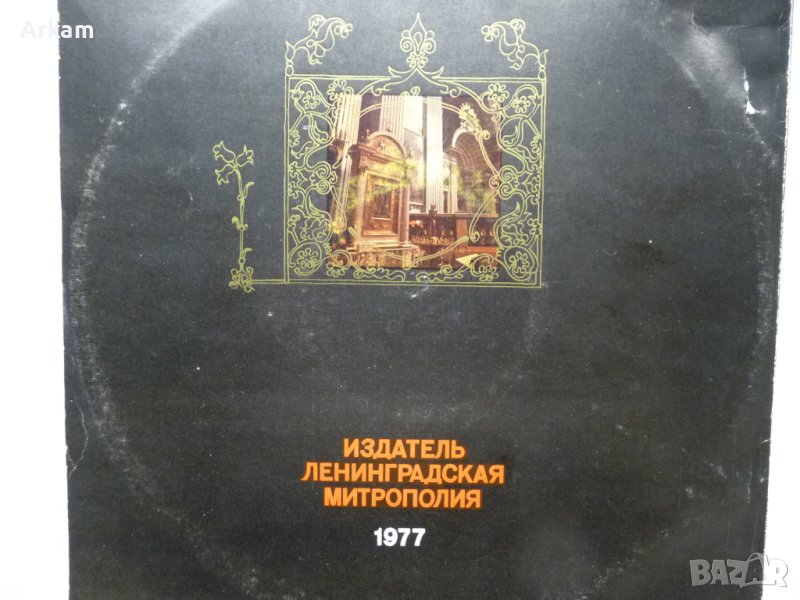 Arkam
ИЗДАТЕЛЬ
ЛЕНИНГРАДСКАЯ
МИТРОПОЛИЯ
1977
BAZAR